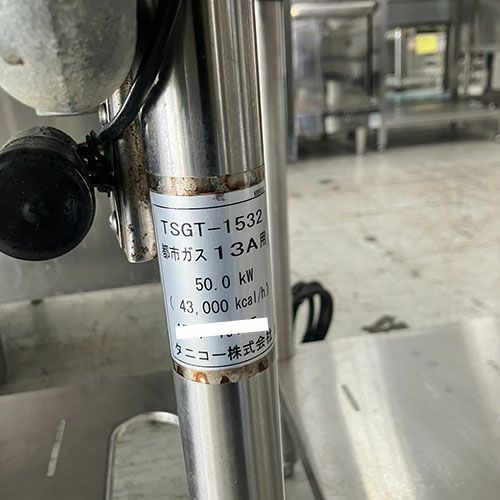 TSGT-1532
都市ガス 13A用
50.0 kW
( 43,000 kcal/h)
タニコー株式会社